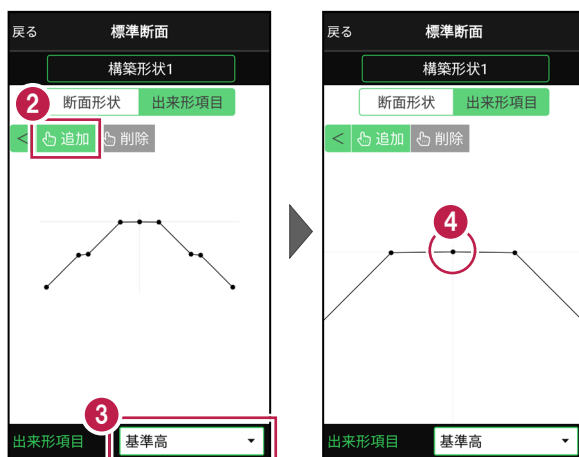 戻る 標準断面
構築形状1
2 断面形状 出来形項目
< 追加 削除
3
出来形項目 基準高
戻る 標準断面
構築形状1
断面形状 出来形項目
< 追加 削除
4
出来形項目 基準高